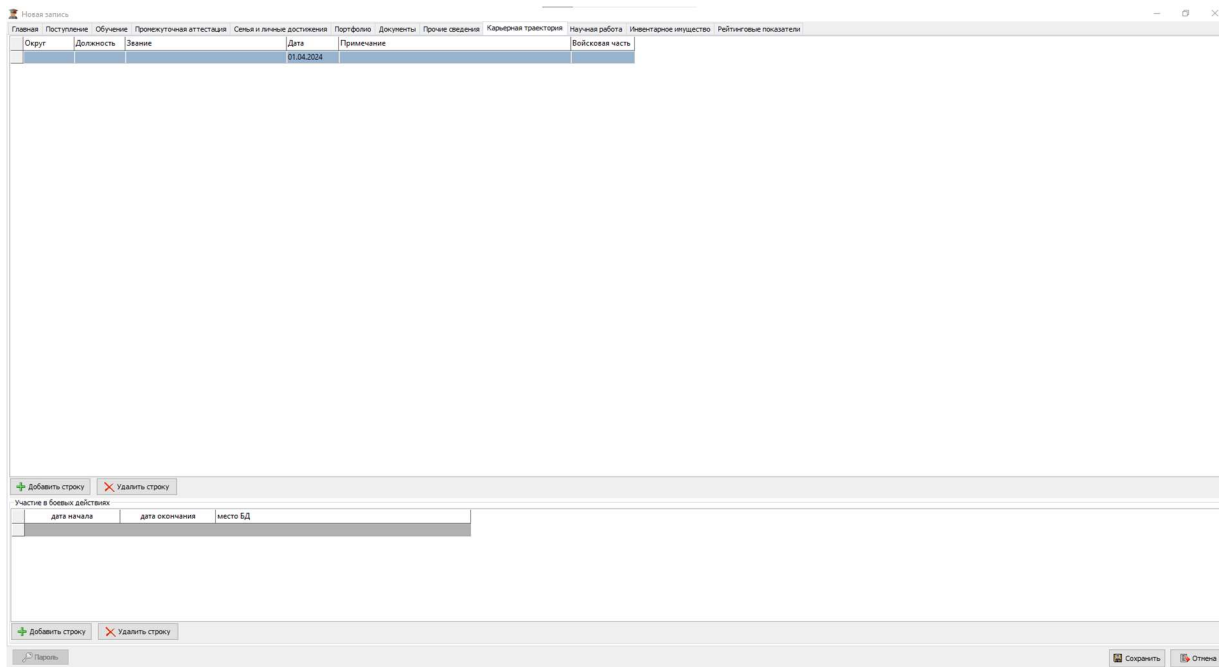 Новая запись
Главная Поступление Обучение Промежуточная аттестация Семья и личные достижения Портфолио Документы Прочие сведения Карьерная траектория Научная работа Инвентарное имущество Рейтинговые показатели
Округ Должность Звание Дата Примечание Войсковая часть
01.04.2024
Добавить строку Удалить строку
Участие в боевых действиях
дата начала дата окончания место БД
Добавить строку Удалить строку
Пароль Сохранить Отмена